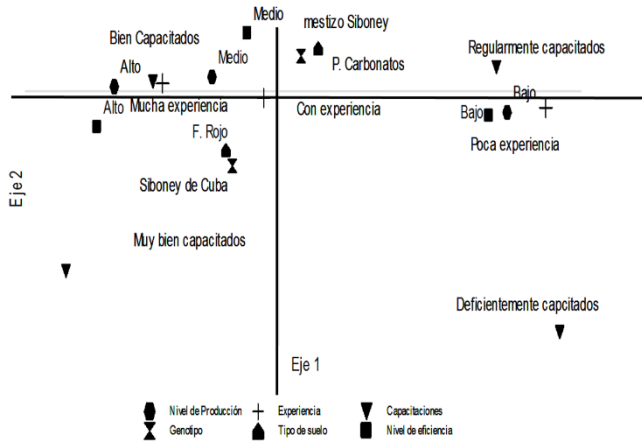 Medio
mestizo Siboney
Bien Capacitados
Regularmente capacitados
Medio
P. Carbonatos
Alto
Bajo
Mucha experiencia
Con experiencia
Alto
Bajo
F. Rojo
Poca experiencia
Siboney de Cuba
Eje 2
Muy bien capacitados
Deficientemente capcitados
Eje 1
Nivel de Producción
Experiencia
Capacitaciones
Genotipo
Tipo de suelo
Nivel de eficiencia